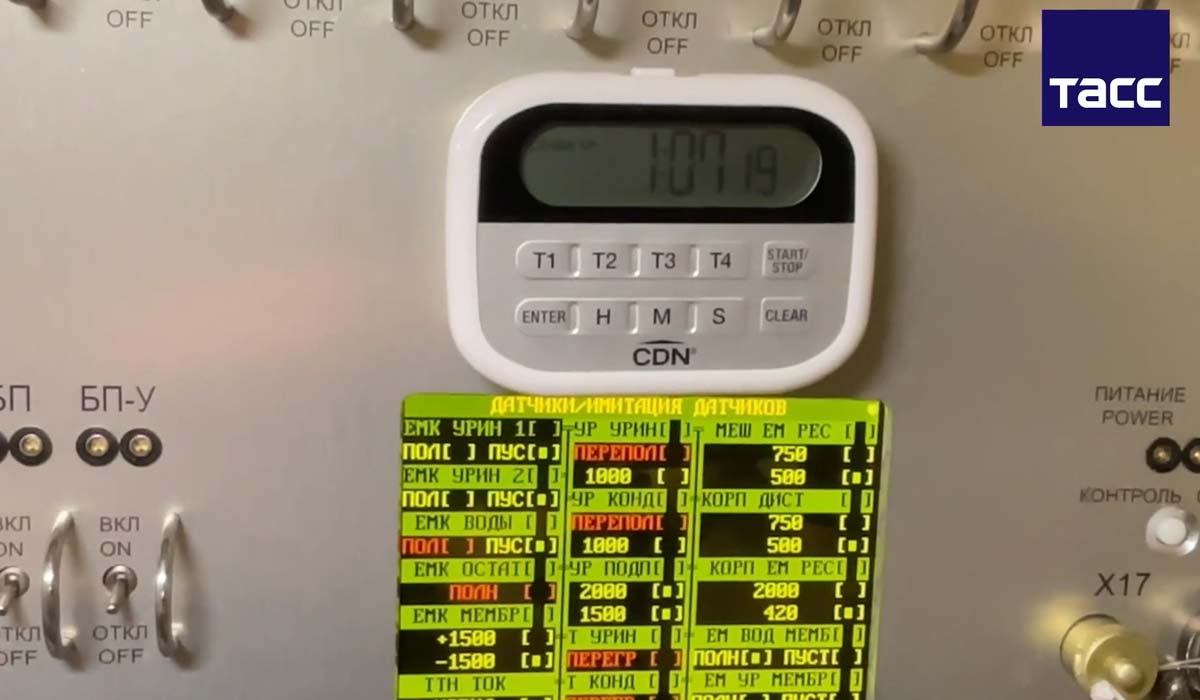 ОТКЛ
OFF
ОТКЛ
OFF
ОТКЛ
OFF
ОТКЛ
OFF
ОТКЛ
OFF
ОТКЛ
OFF
ТАСС
1:07 19
T1 T2 T3 T4 START/
STOP
ENTER H M S CLEAR
CDN®
БП БП-У
ВКЛ
ON
ВКЛ
ON
ОТКЛ
OFF
ОТКЛ
OFF
ПИТАНИЕ
POWER
КОНТРОЛЬ
X17
ДАТЧИКИ/ИМИТАЦИЯ ДАТЧИКОВ
ЕМК УРИН 1[ ] УР УРИН[ ] МЕШ ЕМ РЕС [ ]
ПОЛ[ ] ПУС[▪] ПЕРЕПОЛ[ ] 750 [ ]
ЕМК УРИН 2[ ] 1000 [ ] 500 [▪]
ПОЛ[ ] ПУС[▪] УР КОНД[ ] КОРП ДИСТ [ ]
ЕМК ВОДЫ [ ] ПЕРЕПОЛ[ ] 750 [ ]
ПОЛ[ ] ПУС[▪] 1000 [ ] 500 [▪]
ЕМК ОСТАТ[ ] УР ПОДП[ ] КОРП ЕМ РЕС[ ]
ПОЛН [ ] 2000 [▪] 2000 [ ]
ЕМК МЕМБР[ ] 1500 [▪] 420 [▪]
+1500 [ ] Т УРИН [ ] ЕМ ВОД МЕМБ[ ]
-1500 [▪] ПЕРЕГР [ ] ПОЛН[▪] ПУСТ[ ]
ТТН ТОК Т КОНД [ ] ЕМ УР МЕМБР[ ]